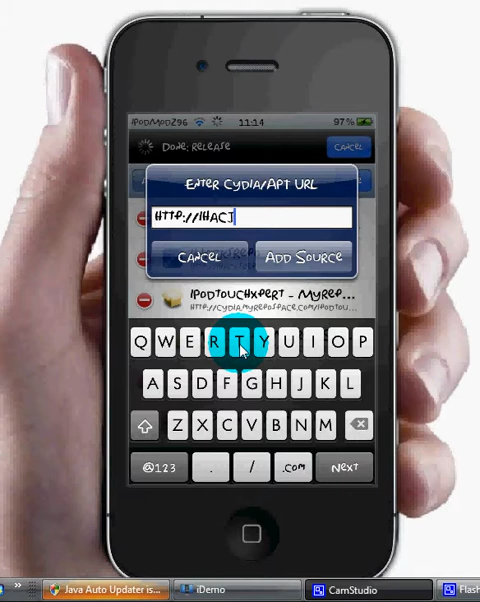 iPodModZ96 11:14 97%
Done: Release Cancel
Enter Cydia/APT URL
http://ihacj
Cancel Add Source
iPodTouchXpert - MyRep...
http://cydia.myrepospace.com/iPodTou...
Q W E R T Y U I O P
A S D F G H J K L
Z X C V B N M
@123 . / .com Next
» Java Auto Updater is... iDemo CamStudio Flash